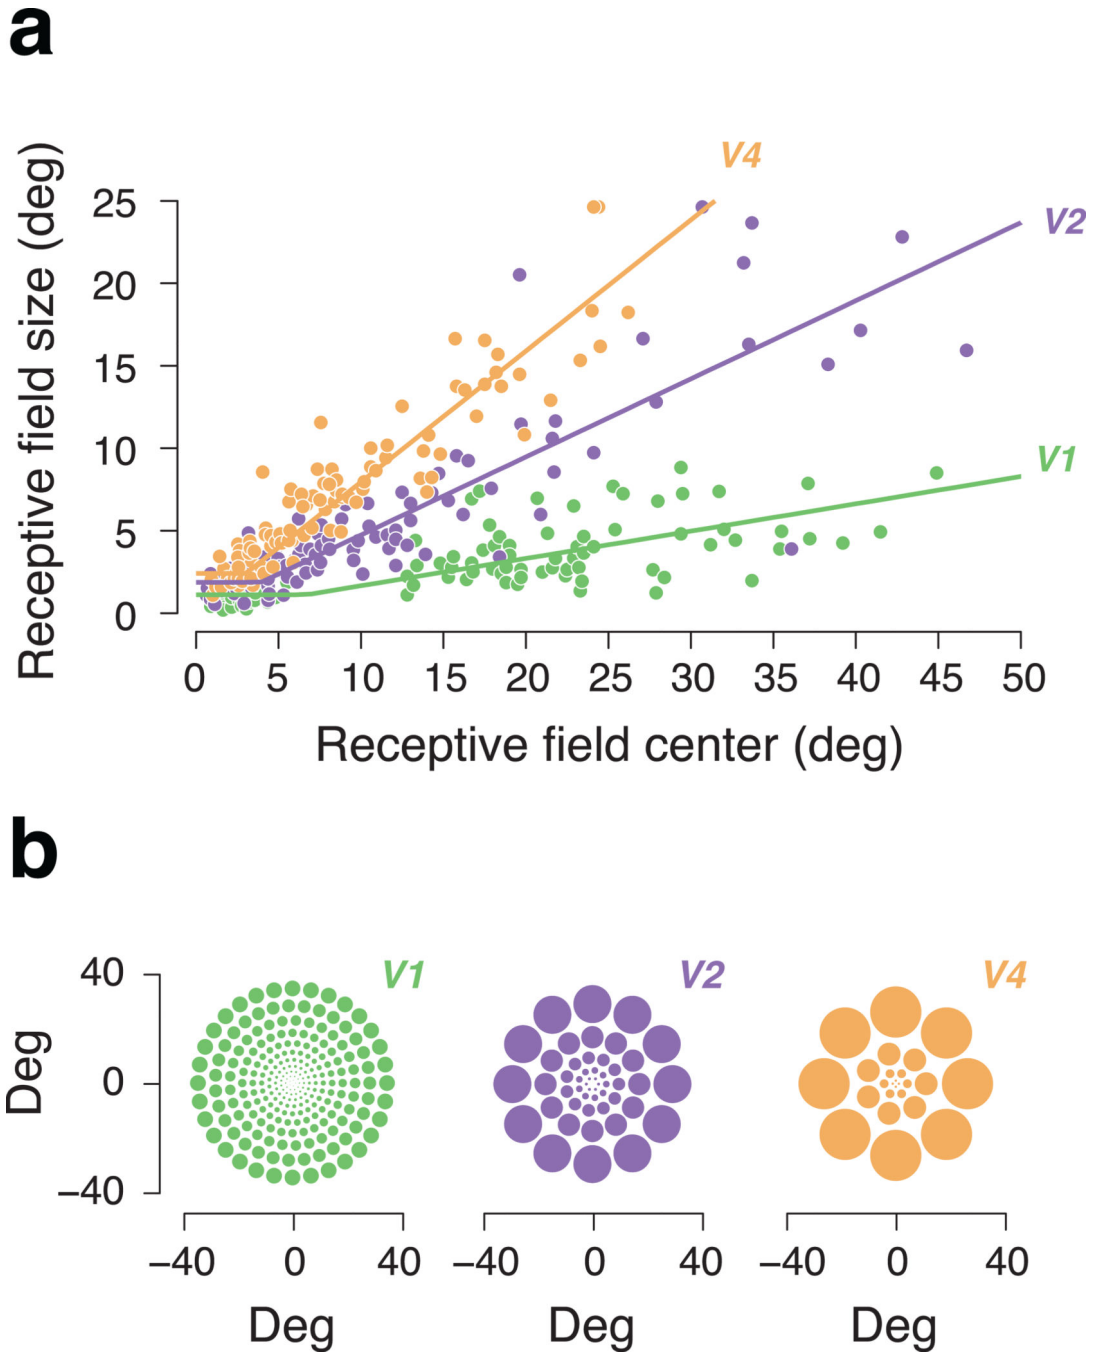 a
V4
V2
V1
Receptive field size (deg)
25
20
15
10
5
0
0 5 10 15 20 25 30 35 40 45 50
Receptive field center (deg)
b
V1 V2 V4
Deg
40
0
−40
−40 0 40 −40 0 40 −40 0 40
Deg Deg Deg